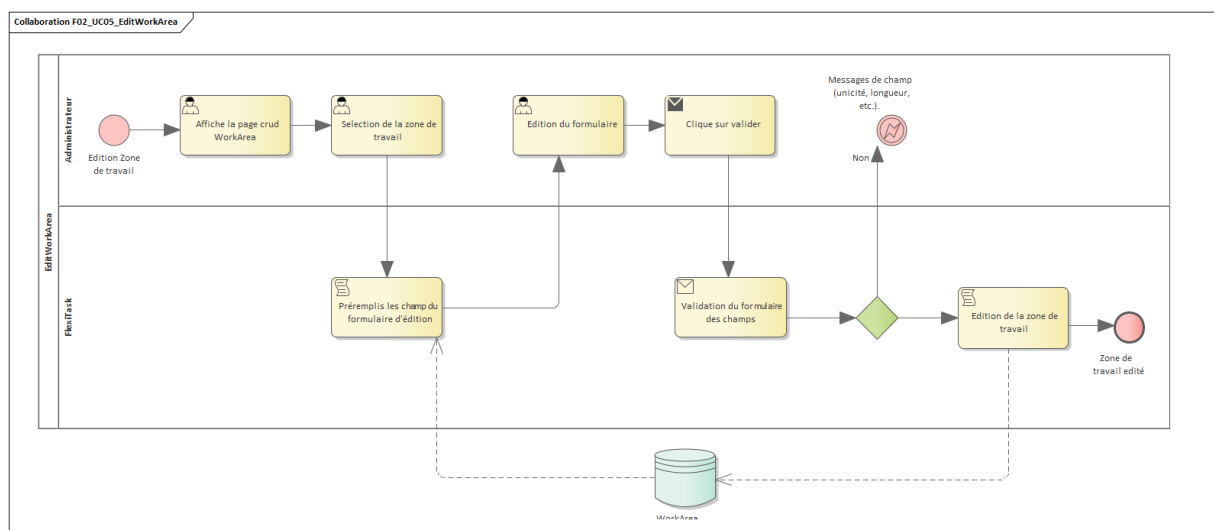 Collaboration F02_UC05_EditWorkArea
EditWorkArea
Administrateur
Edition Zone
de travail
Affiche la page crud
WorkArea
Selection de la zone de
travail
Edition du formulaire
Clique sur valider
Messages de champ
(unicité, longueur,
etc.).
Non
FlexiTask
Préremplis les champ du
formulaire d'édition
Validation du formulaire
des champs
Edition de la zone de
travail
Zone de
travail edité
WorkArea